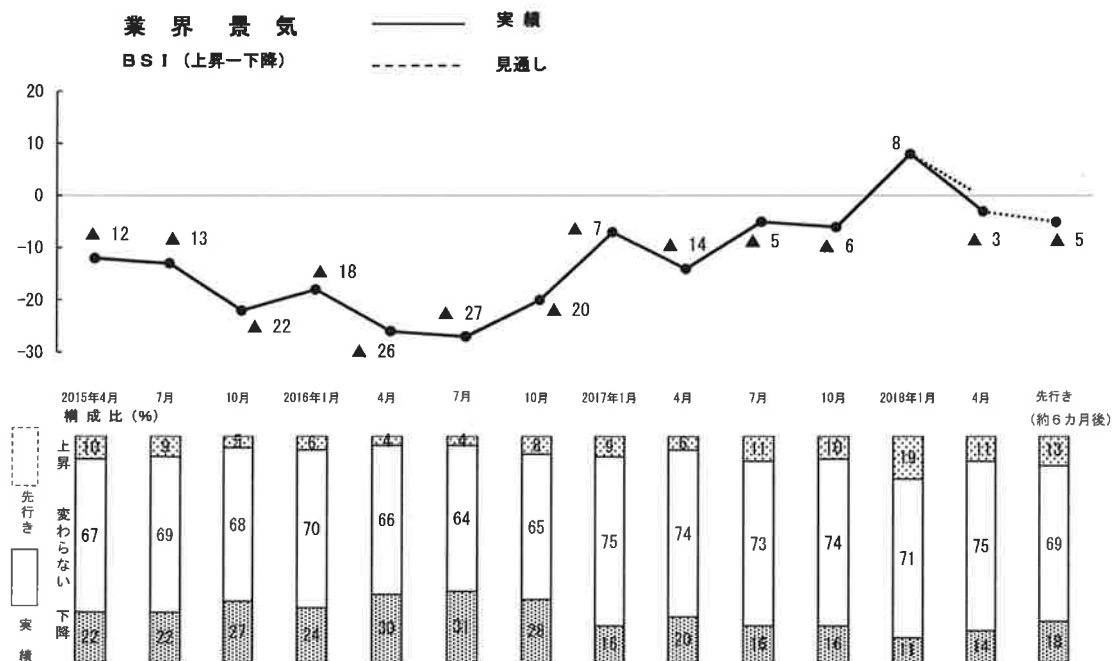 業 界 景 気
実 績
BSI(上昇ー下降)
見通し
20
10
0
-10
-20
-30
▲ 12
▲ 13
▲ 22
▲ 18
▲ 26
▲ 27
▲ 20
▲ 7
▲ 14
▲ 5
▲ 6
8
▲ 3
▲ 5
2015年4月 7月 10月 2016年1月 4月 7月 10月 2017年1月 4月 7月 10月 2018年1月 4月 先行き
(約6カ月後)
構 成 比 (%)
上昇 10 9 5 6 4 4 8 9 6 11 10 19 11 13
変わらない 67 69 68 70 66 64 65 75 74 73 74 71 75 69
下降 22 22 27 24 30 31 28 16 20 16 16 11 14 18
先行き
実 績